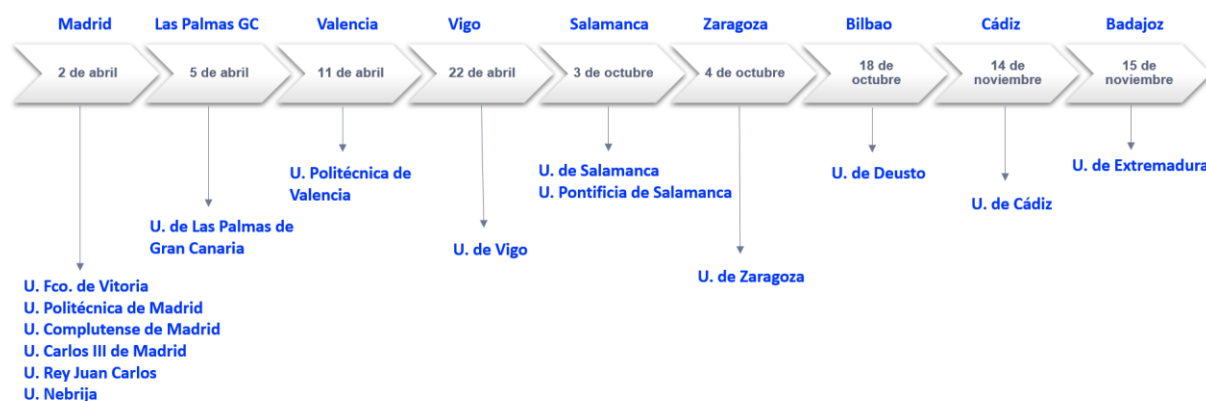 Madrid
Las Palmas GC
Valencia
Vigo
Salamanca
Zaragoza
Bilbao
Cádiz
Badajoz
2 de abril
5 de abril
11 de abril
22 de abril
3 de octubre
4 de octubre
18 de
octubre
14 de
noviembre
15 de
noviembre
U. Fco. de Vitoria
U. Politécnica de Madrid
U. Complutense de Madrid
U. Carlos III de Madrid
U. Rey Juan Carlos
U. Nebrija
U. de Las Palmas de
Gran Canaria
U. Politécnica de
Valencia
U. de Vigo
U. de Salamanca
U. Pontificia de Salamanca
U. de Zaragoza
U. de Deusto
U. de Cádiz
U. de Extremadura